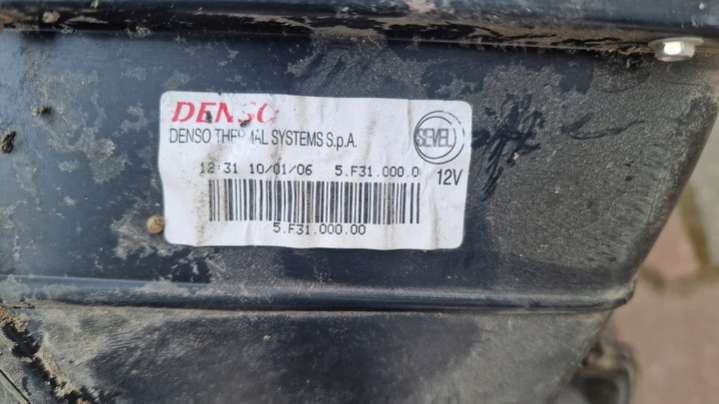 DENSO
DENSO THERMAL SYSTEMS S.p.A.
SEVEL
12:31 10/01/06 5.F31.000.0
12V
5.F31.000.00